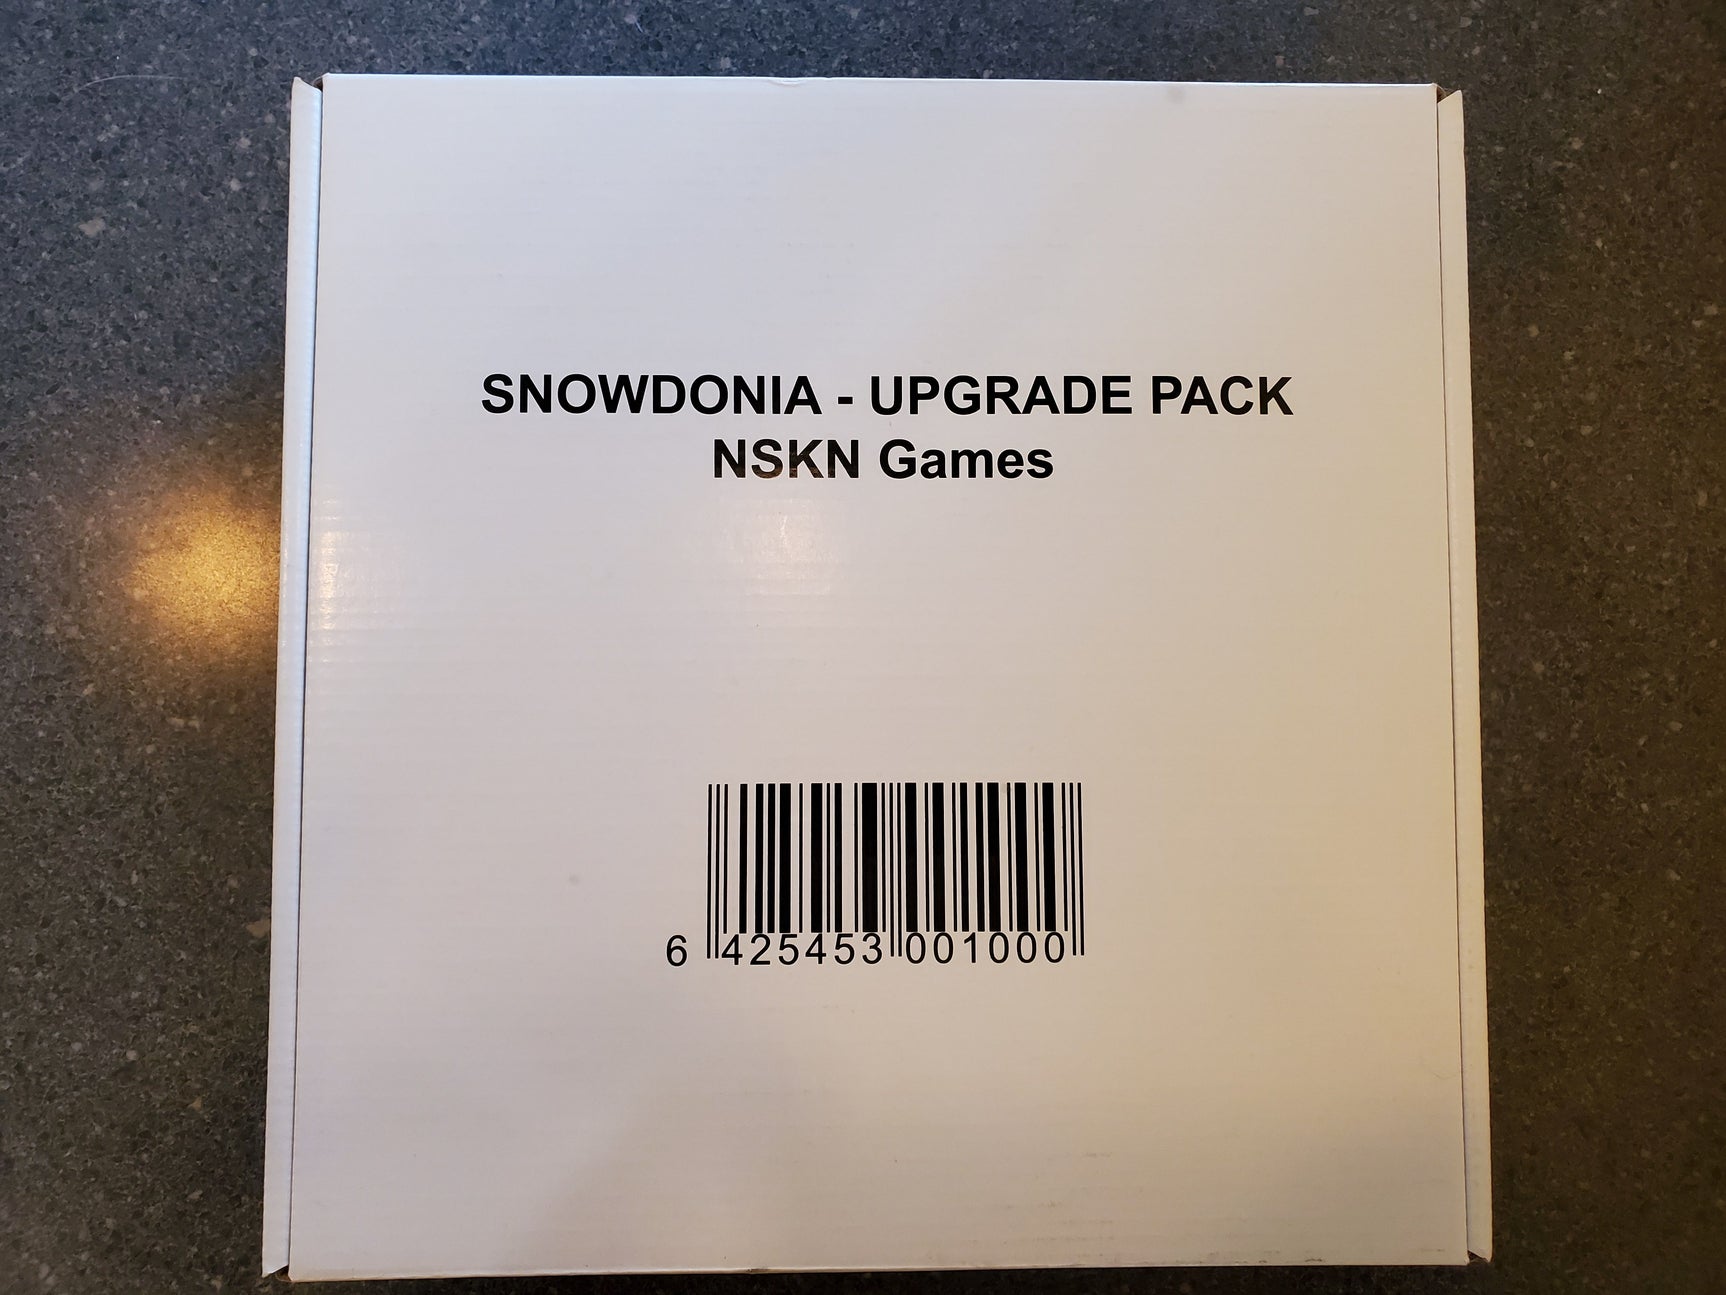 SNOWDONIA - UPGRADE PACK
NSKN Games
6 425453 001000